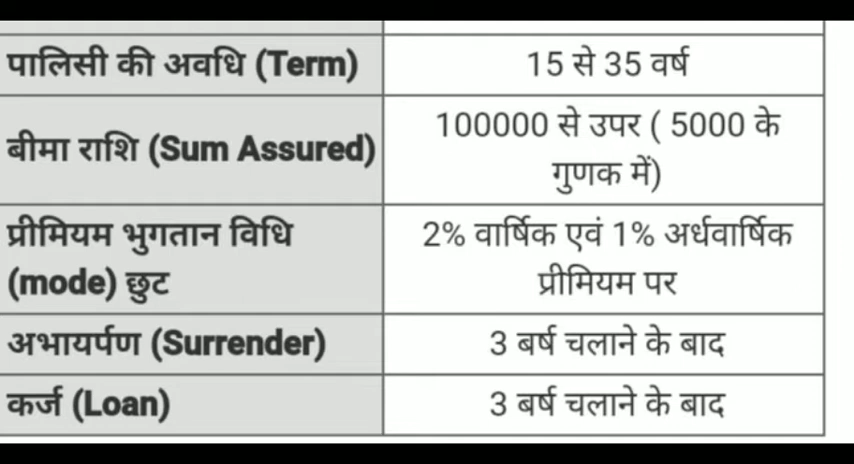 पालिसी की अवधि (Term)
15 से 35 वर्ष
बीमा राशि (Sum Assured)
100000 से उपर ( 5000 के
गुणक में)
प्रीमियम भुगतान विधि
(mode) छुट
2% वार्षिक एवं 1% अर्धवार्षिक
प्रीमियम पर
अभायर्पण (Surrender)
3 बर्ष चलाने के बाद
कर्ज (Loan)
3 बर्ष चलाने के बाद